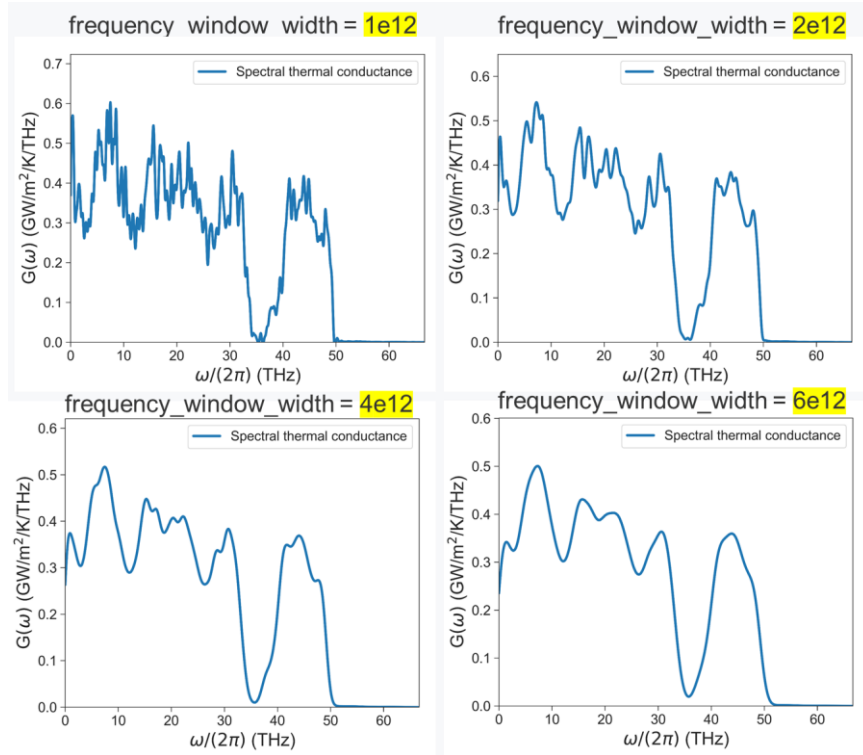 frequency window width = 1e12
0.7
0.6
0.5
0.4
0.3
0.2
0.1
0.0
G(ω) (GW/m²/K/THz)
Spectral thermal conductance
0 10 20 30 40 50 60
ω/(2π) (THz)
frequency_window_width = 2e12
0.6
0.5
0.4
0.3
0.2
0.1
0.0
G(ω) (GW/m²/K/THz)
Spectral thermal conductance
0 10 20 30 40 50 60
ω/(2π) (THz)
frequency_window_width = 4e12
0.6
0.5
0.4
0.3
0.2
0.1
0.0
G(ω) (GW/m²/K/THz)
Spectral thermal conductance
0 10 20 30 40 50 60
ω/(2π) (THz)
frequency_window_width = 6e12
0.6
0.5
0.4
0.3
0.2
0.1
0.0
G(ω) (GW/m²/K/THz)
Spectral thermal conductance
0 10 20 30 40 50 60
ω/(2π) (THz)